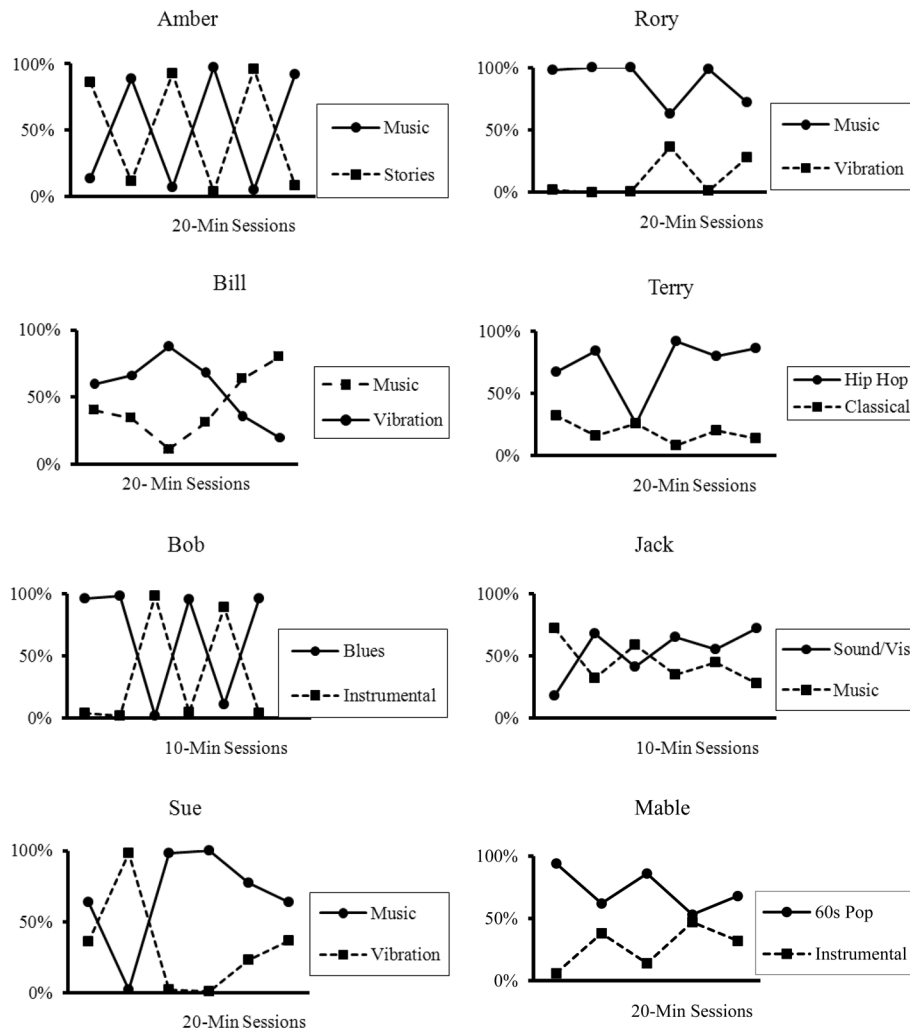 Amber
100%
50%
0%
Music
Stories
20-Min Sessions
Rory
100%
50%
0%
Music
Vibration
20-Min Sessions
Bill
100%
50%
0%
Music
Vibration
20- Min Sessions
Terry
100%
50%
0%
Hip Hop
Classical
20-Min Sessions
Bob
100%
50%
0%
Blues
Instrumental
10-Min Sessions
Jack
100%
50%
0%
Sound/Vis
Music
10-Min Sessions
Sue
100%
50%
0%
Music
Vibration
20-Min Sessions
Mable
100%
50%
0%
60s Pop
Instrumental
20-Min Sessions